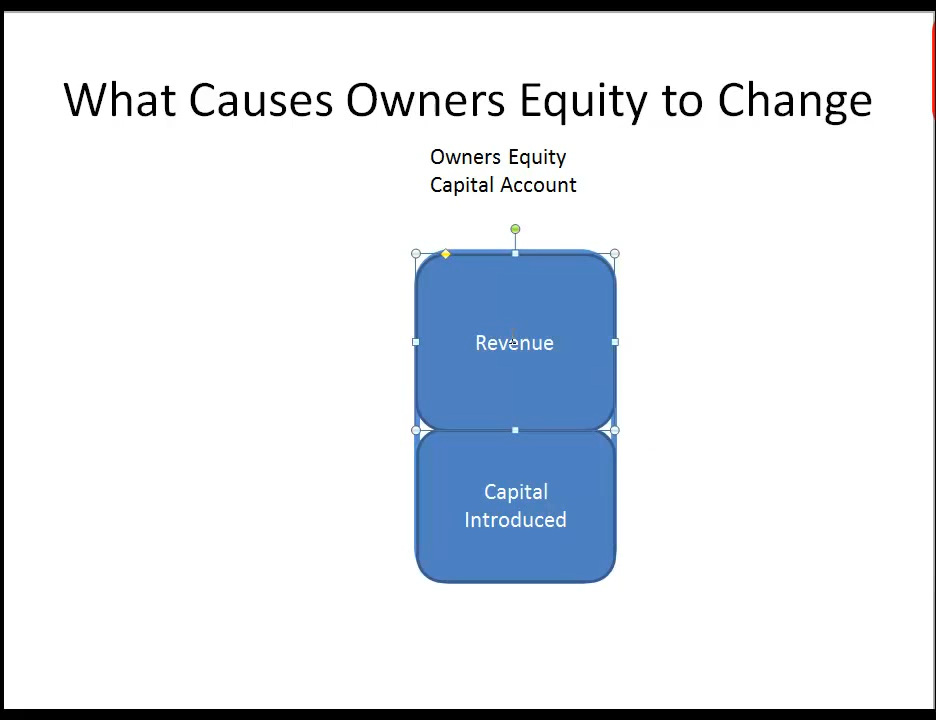 What Causes Owners Equity to Change
Owners Equity
Capital Account
Revenue
Capital
Introduced